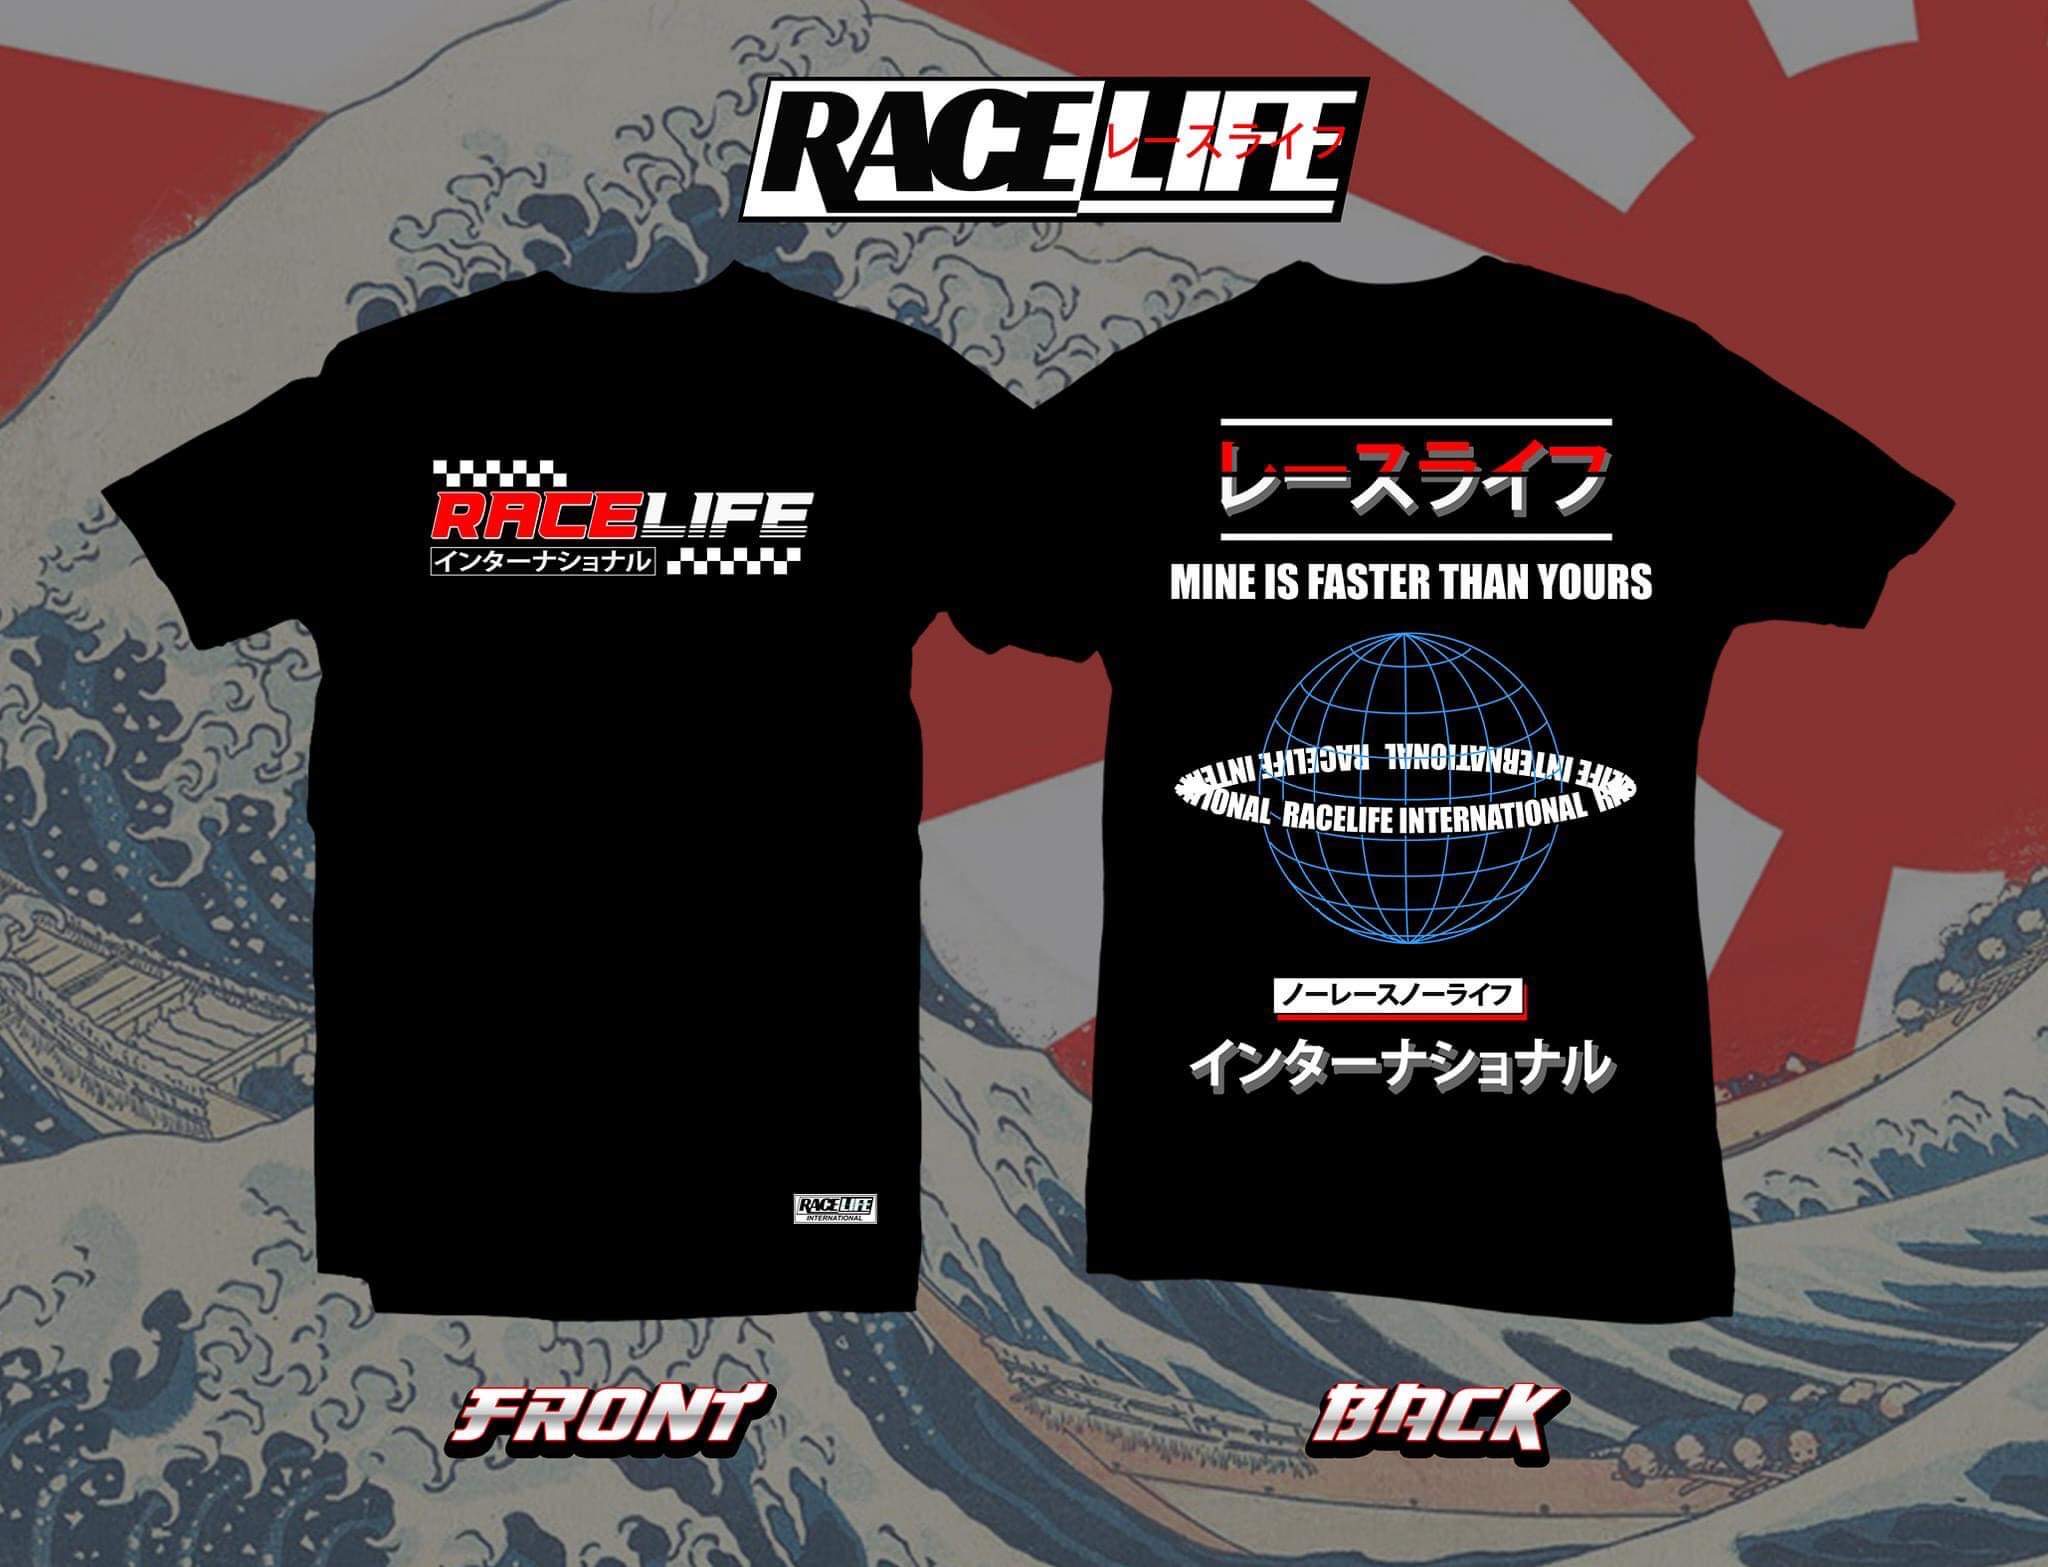 RACELIFE
レースライフ
RACELIFE
インターナショナル
RACELIFE
INTERNATIONAL
レースライフ
MINE IS FASTER THAN YOURS
INTERNATIONAL RACELIFE INTERNATIONAL
RACELIFE INTERNATIONAL
ノーレースノーライフ
インターナショナル
FRONT
BACK